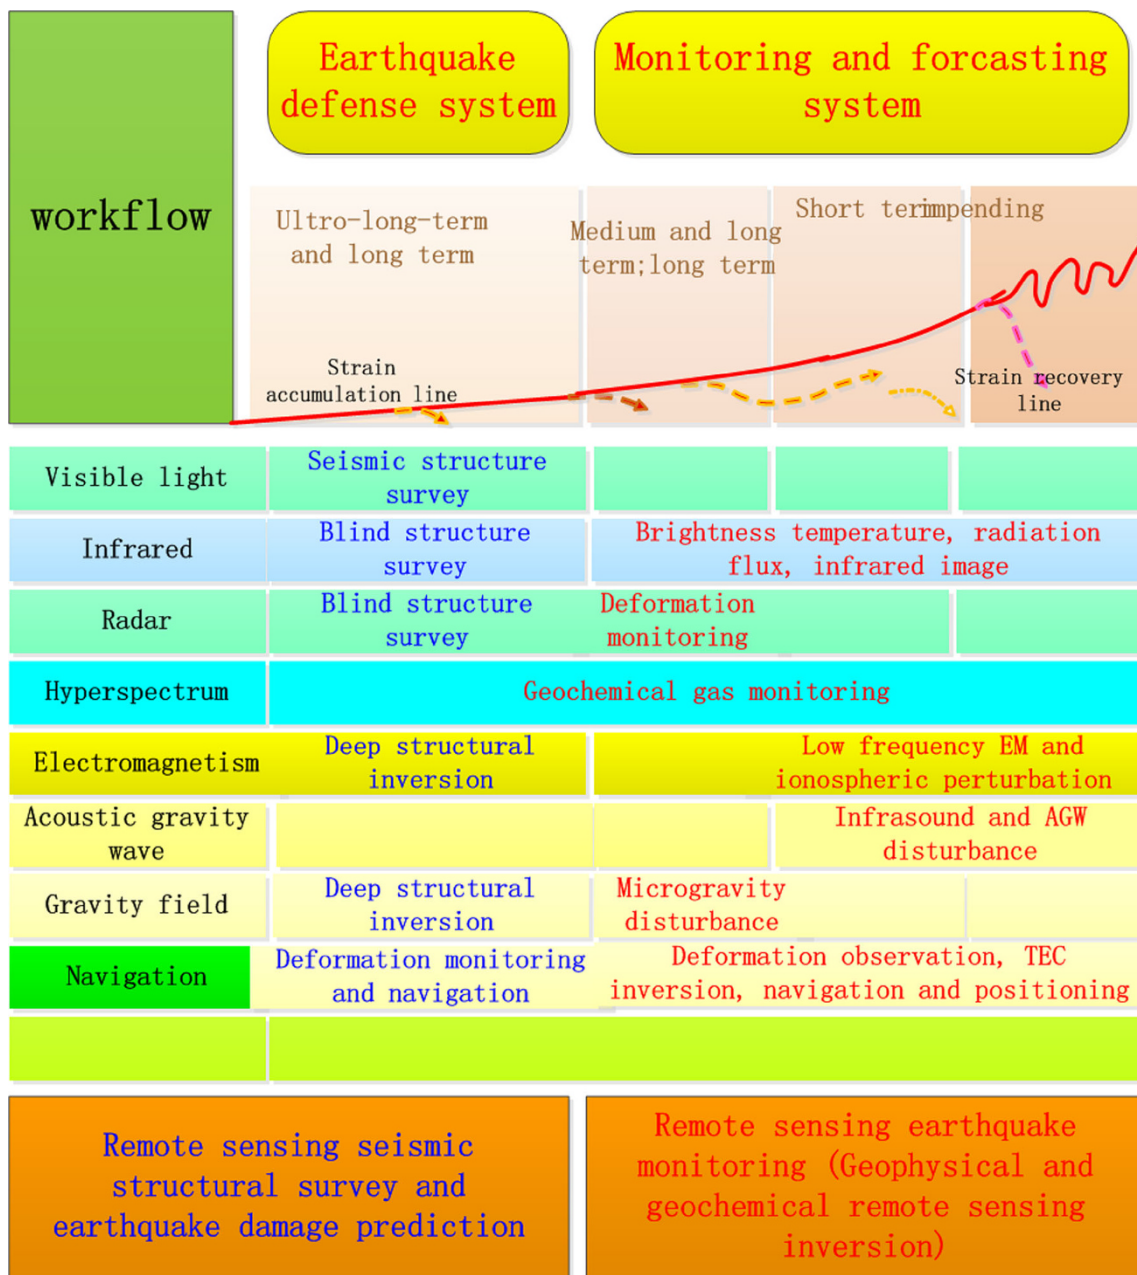 workflow
Earthquake
defense system
Monitoring and forcasting
system
Ultro-long-term
and long term
Medium and long
term;long term
Short term
impending
Strain
accumulation line
Strain recovery
line
Visible light
Seismic structure
survey
Infrared
Blind structure
survey
Brightness temperature, radiation
flux, infrared image
Radar
Blind structure
survey
Deformation
monitoring
Hyperspectrum
Geochemical gas monitoring
Electromagnetism
Deep structural
inversion
Low frequency EM and
ionospheric perturbation
Acoustic gravity
wave
Infrasound and AGW
disturbance
Gravity field
Deep structural
inversion
Microgravity
disturbance
Navigation
Deformation monitoring
and navigation
Deformation observation, TEC
inversion, navigation and positioning
Remote sensing seismic
structural survey and
earthquake damage prediction
Remote sensing earthquake
monitoring (Geophysical and
geochemical remote sensing
inversion)